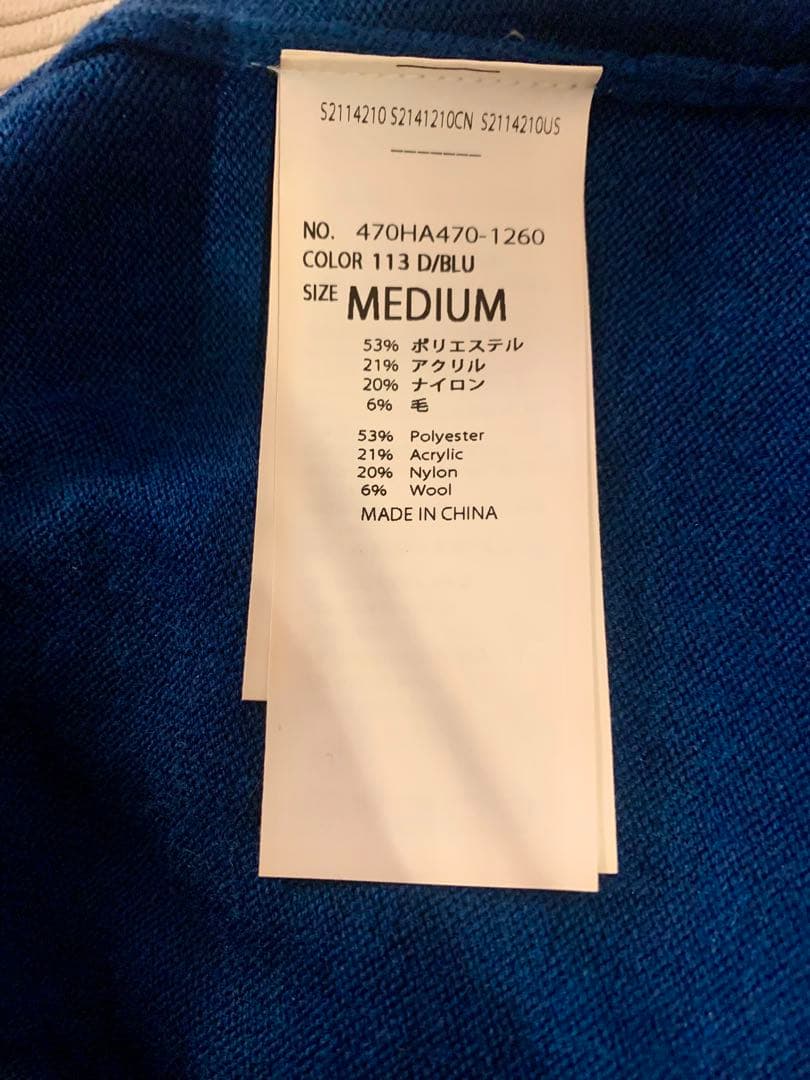 S2114210 S2141210CN S2114210US
–––––––
NO. 470HA470-1260
COLOR 113 D/BLU
SIZE MEDIUM
53% ポリエステル
21% アクリル
20% ナイロン
6% 毛
53% Polyester
21% Acrylic
20% Nylon
6% Wool
MADE IN CHINA